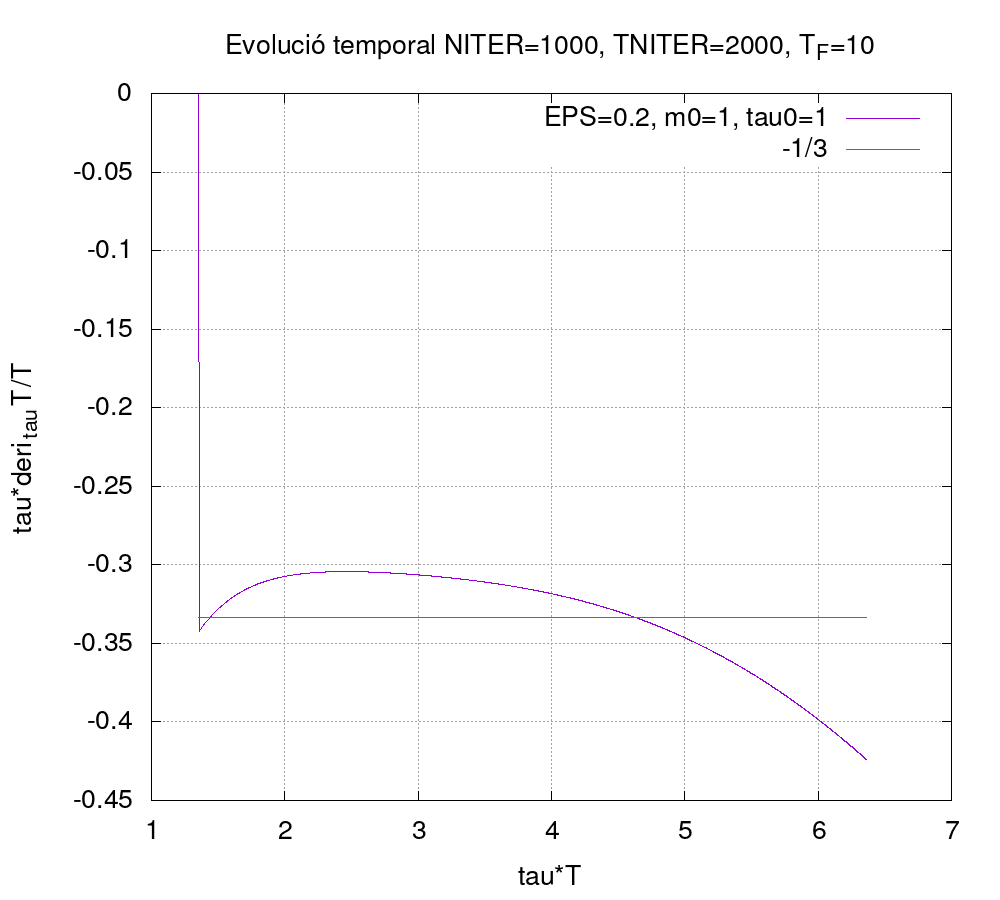 Evolució temporal NITER=1000, TNITER=2000, T_F=10
EPS=0.2, m0=1, tau0=1
-1/3
0
-0.05
-0.1
-0.15
-0.2
-0.25
-0.3
-0.35
-0.4
-0.45
tau*deri_tau T/T
1 2 3 4 5 6 7
tau*T